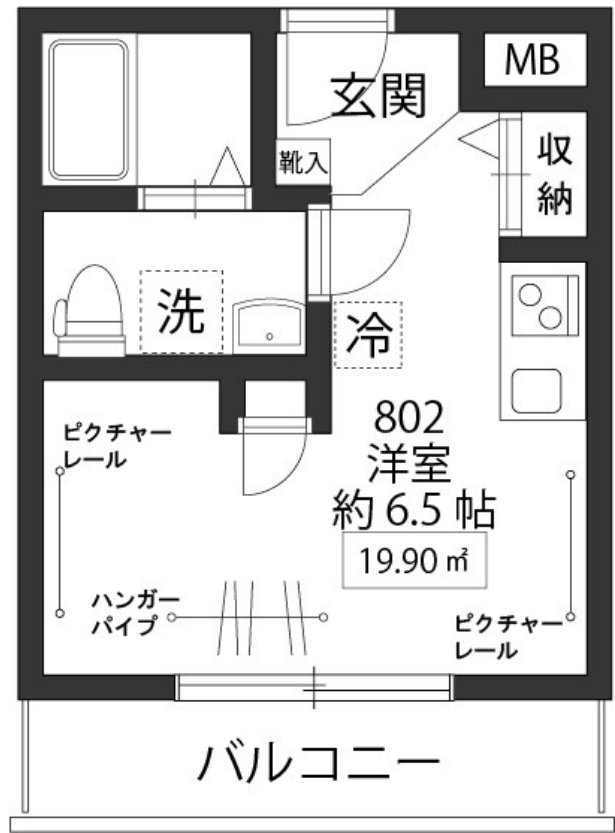 MB
玄関
靴入
収
納
洗
冷
802
洋室
約 6.5 帖
19.90 ㎡
ピクチャー
レール
ハンガー
パイプ
ピクチャー
レール
バルコニー